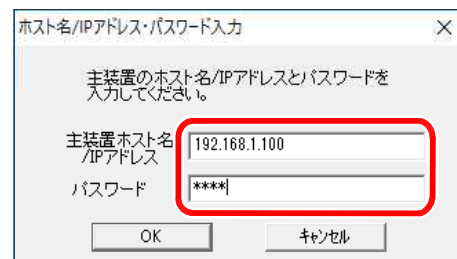 ホスト名/IPアドレス・パスワード入力
主装置のホスト名/IPアドレスとパスワードを
入力してください。
主装置ホスト名
/IPアドレス
192.168.1.100
パスワード
****
OK
キャンセル